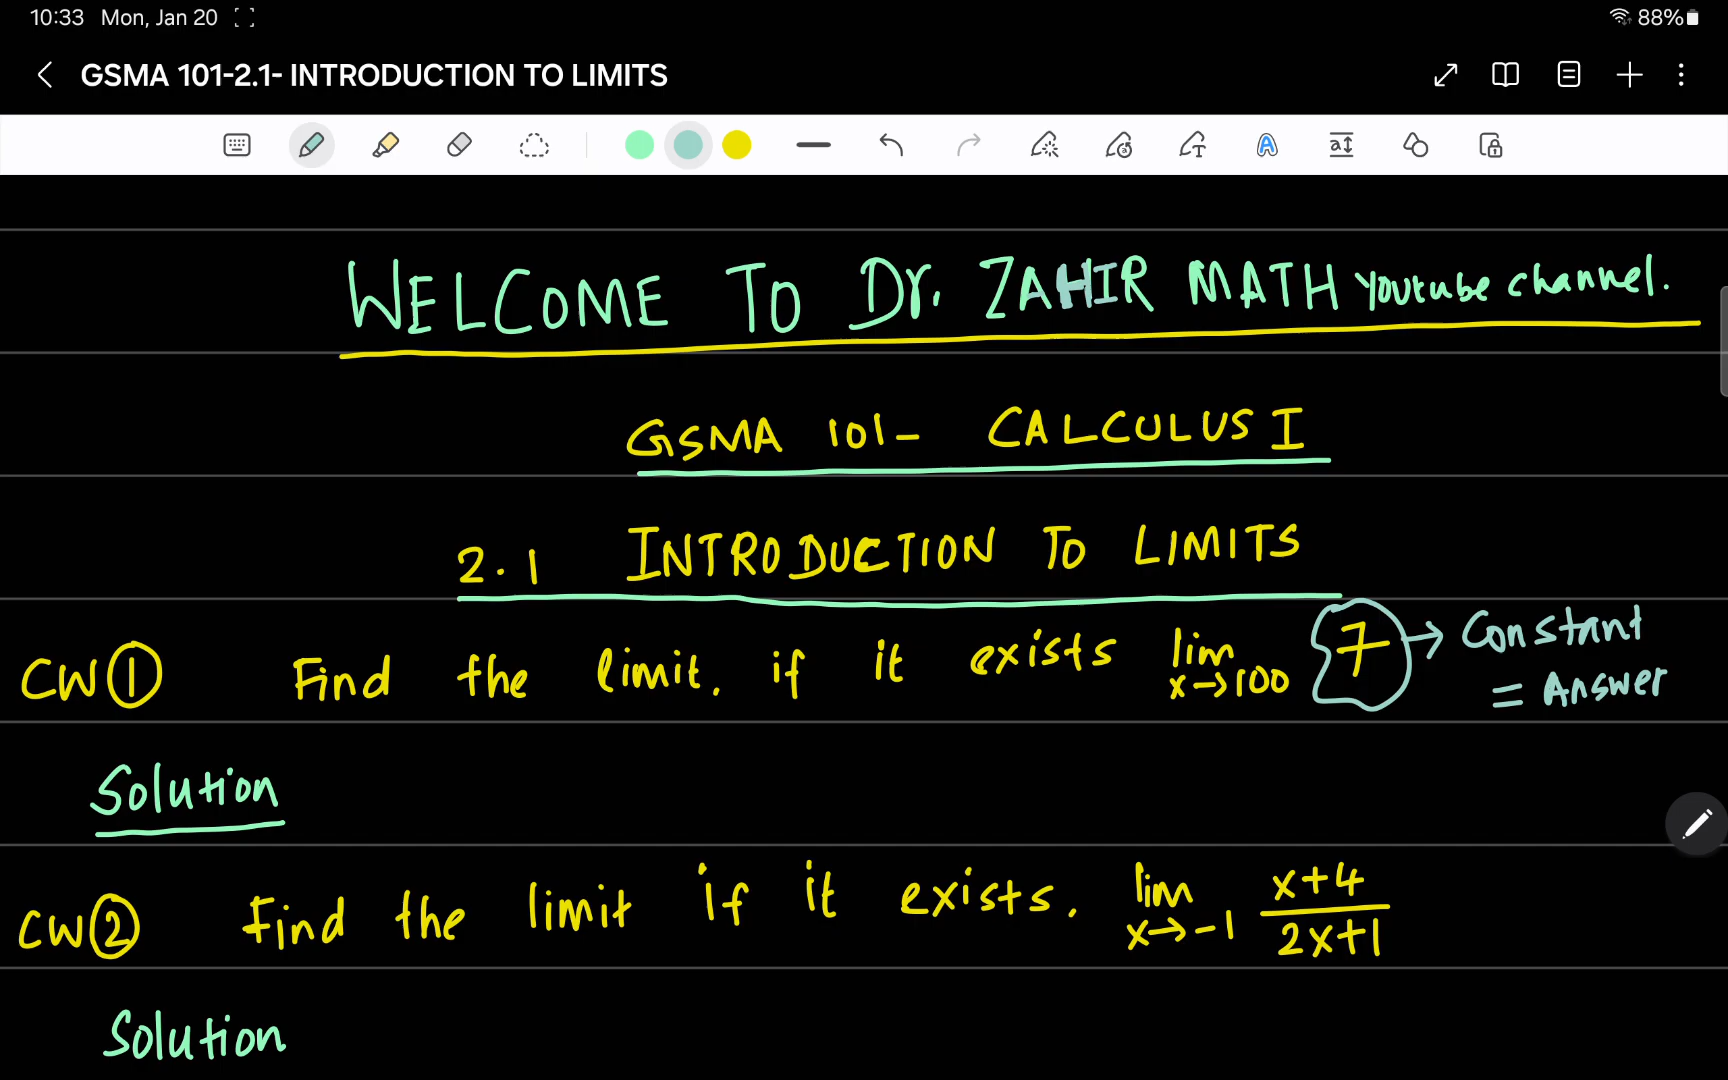 10:33 Mon, Jan 20 88%
GSMA 101-2.1- INTRODUCTION TO LIMITS
WELCOME TO Dr. ZAHIR MATH Youtube channel.
GSMA 101- CALCULUS I
2.1 INTRODUCTION TO LIMITS
CW① Find the limit. if it exists lim x→100 7 → Constant
= Answer
Solution
CW② Find the limit if it exists. lim x→-1 x+4 / 2x+1
Solution